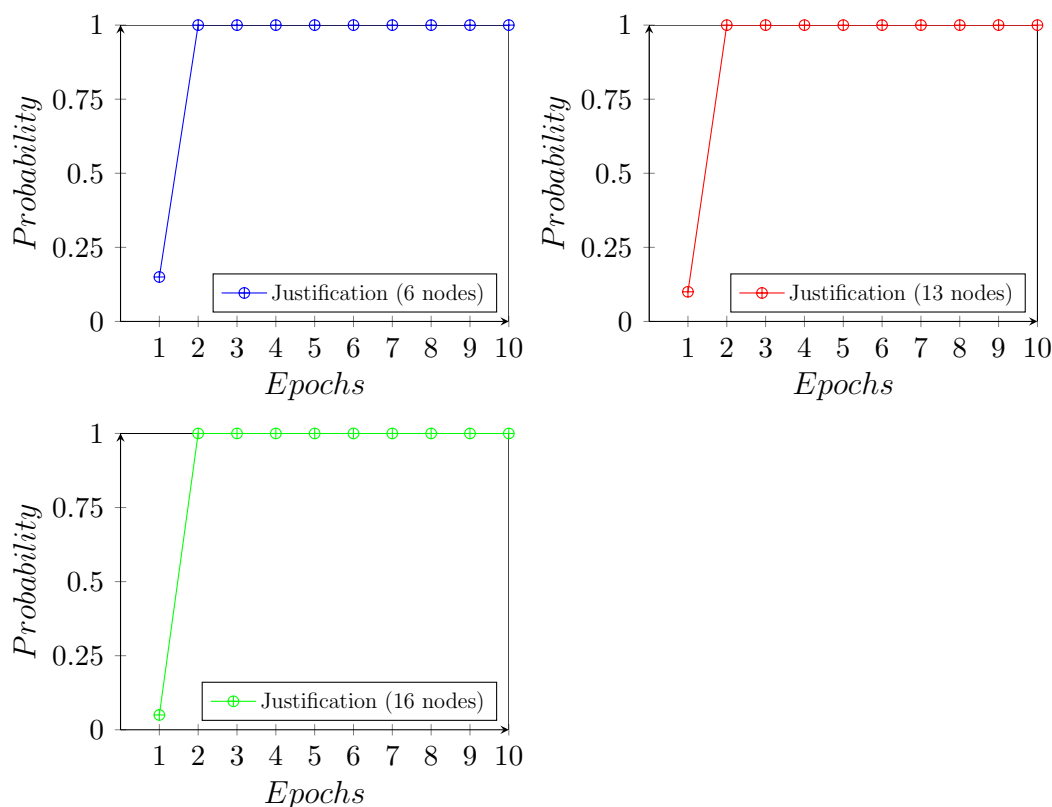 1
0.75
0.5
0.25
0
Probability
1 2 3 4 5 6 7 8 9 10
Epochs
Justification (6 nodes)
1
0.75
0.5
0.25
0
Probability
1 2 3 4 5 6 7 8 9 10
Epochs
Justification (13 nodes)
1
0.75
0.5
0.25
0
Probability
1 2 3 4 5 6 7 8 9 10
Epochs
Justification (16 nodes)